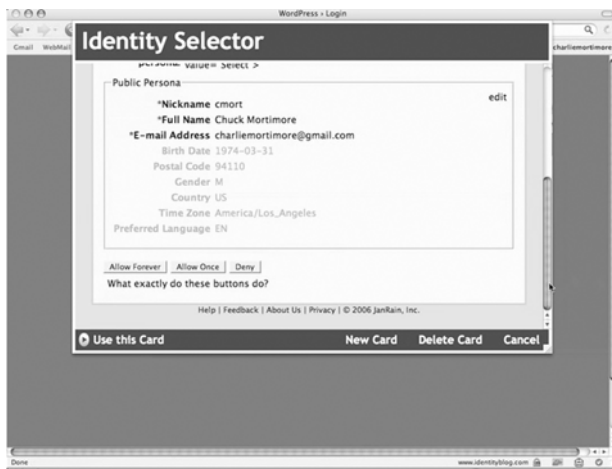 WordPress › Login
Gmail WebMail
charliemortimore
Identity Selector
persona. value= Select >
Public Persona
edit
*Nickname cmort
*Full Name Chuck Mortimore
*E-mail Address charliemortimore@gmail.com
Birth Date 1974-03-31
Postal Code 94110
Gender M
Country US
Time Zone America/Los_Angeles
Preferred Language EN
Allow Forever Allow Once Deny
What exactly do these buttons do?
Help | Feedback | About Us | Privacy | © 2006 JanRain, Inc.
Use this Card New Card Delete Card Cancel
Done www.identityblog.com